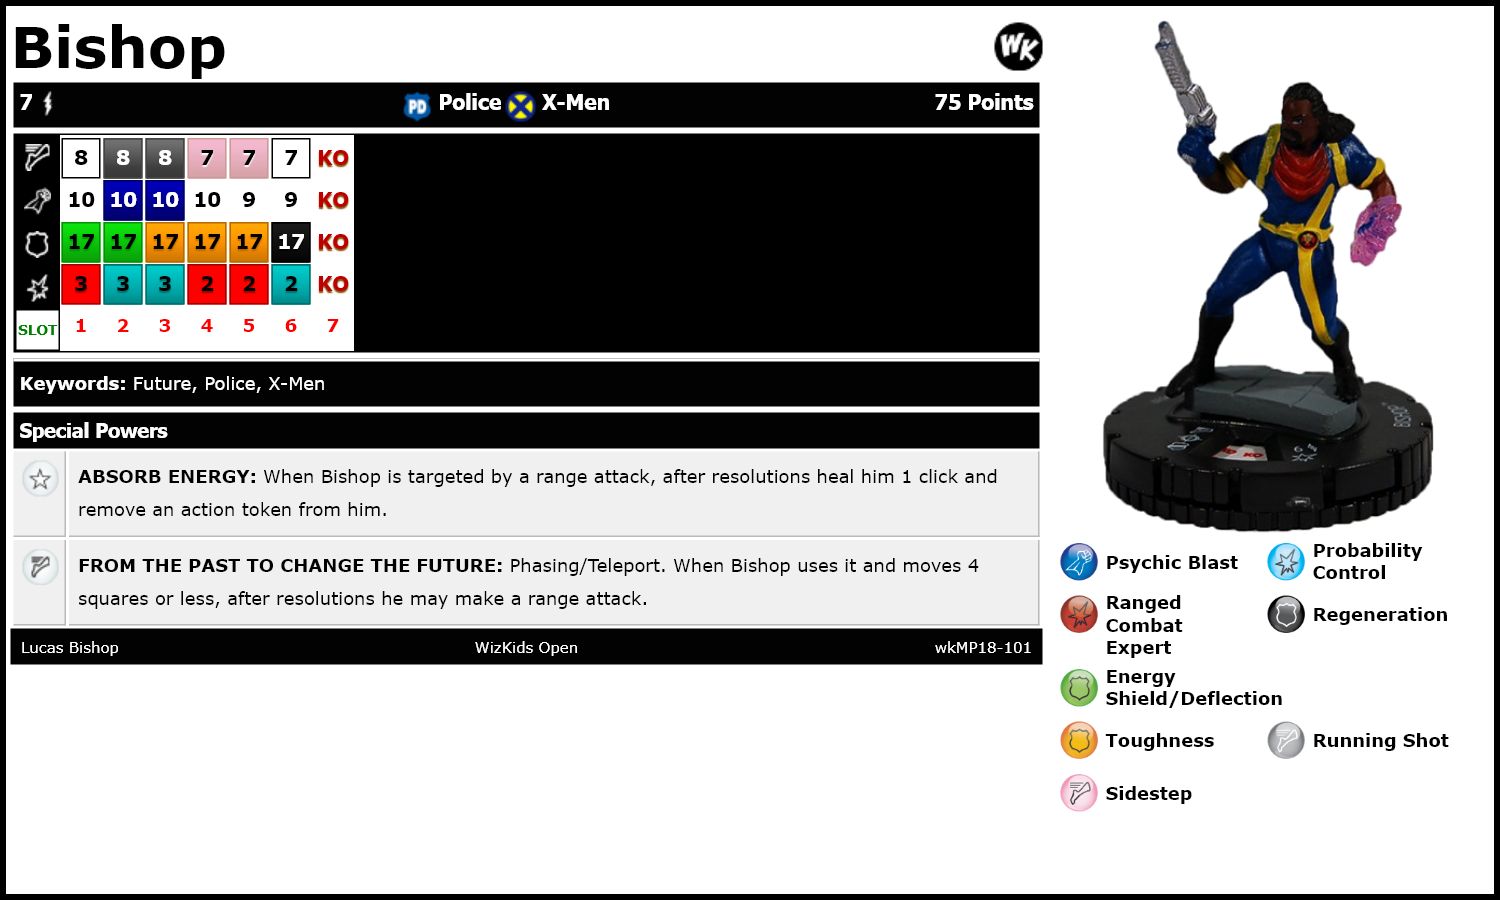 Bishop
WK
7 PD Police X-Men 75 Points
8 8 8 7 7 7 KO
10 10 10 10 9 9 KO
17 17 17 17 17 17 KO
3 3 3 2 2 2 KO
SLOT 1 2 3 4 5 6 7
Keywords: Future, Police, X-Men
Special Powers
ABSORB ENERGY: When Bishop is targeted by a range attack, after resolutions heal him 1 click and
remove an action token from him.
FROM THE PAST TO CHANGE THE FUTURE: Phasing/Teleport. When Bishop uses it and moves 4
squares or less, after resolutions he may make a range attack.
Lucas Bishop WizKids Open wkMP18-101
BISHOP
KO
Psychic Blast
Probability
Control
Ranged
Combat
Expert
Regeneration
Energy
Shield/Deflection
Toughness
Running Shot
Sidestep